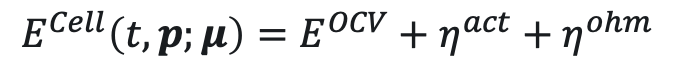 E^{Cell}(t, p; μ) = E^{OCV} + η^{act} + η^{ohm}